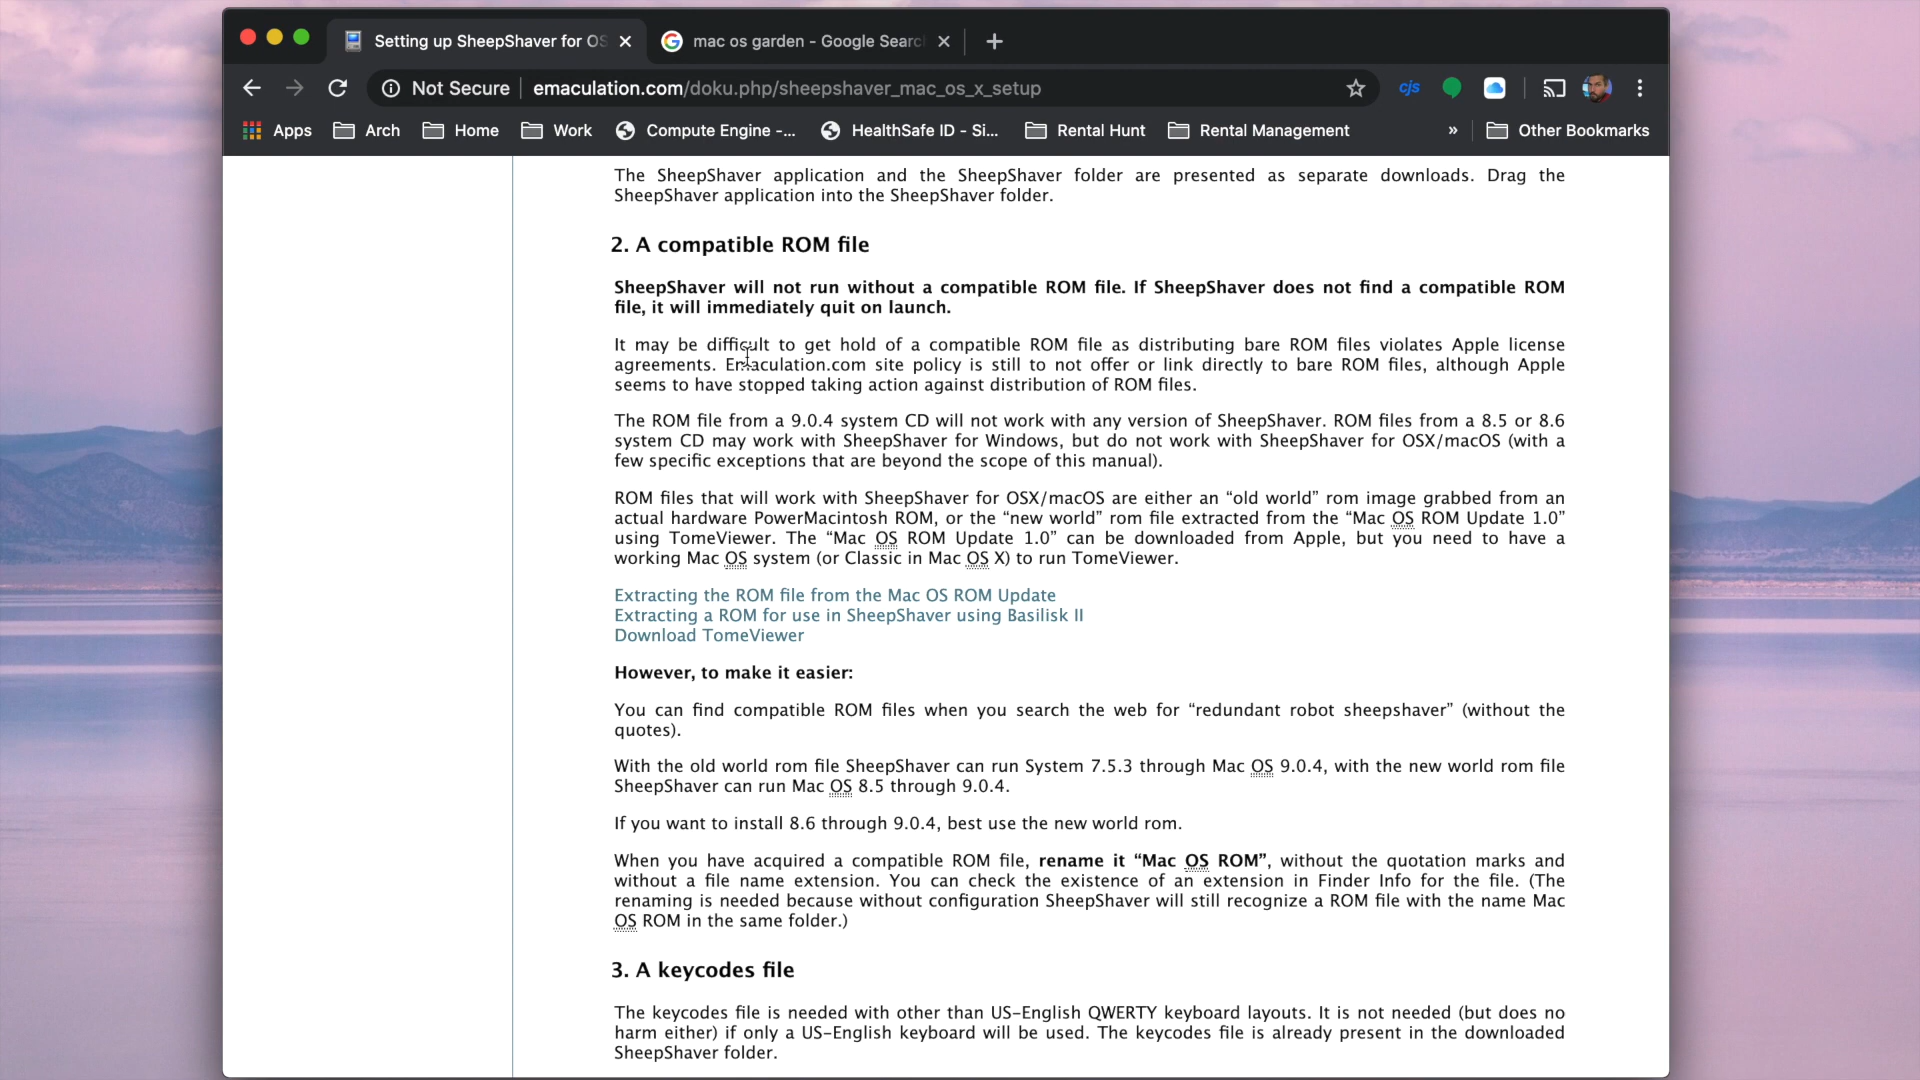 Setting up SheepShaver for OS
mac os garden - Google Searc
Not Secure
emaculation.com/doku.php/sheepshaver_mac_os_x_setup
cjs
Apps
Arch
Home
Work
Compute Engine -...
HealthSafe ID - Si...
Rental Hunt
Rental Management
»
Other Bookmarks
The SheepShaver application and the SheepShaver folder are presented as separate downloads. Drag the
SheepShaver application into the SheepShaver folder.
2. A compatible ROM file
SheepShaver will not run without a compatible ROM file. If SheepShaver does not find a compatible ROM
file, it will immediately quit on launch.
It may be difficult to get hold of a compatible ROM file as distributing bare ROM files violates Apple license
agreements. Emaculation.com site policy is still to not offer or link directly to bare ROM files, although Apple
seems to have stopped taking action against distribution of ROM files.
The ROM file from a 9.0.4 system CD will not work with any version of SheepShaver. ROM files from a 8.5 or 8.6
system CD may work with SheepShaver for Windows, but do not work with SheepShaver for OSX/macOS (with a
few specific exceptions that are beyond the scope of this manual).
ROM files that will work with SheepShaver for OSX/macOS are either an “old world” rom image grabbed from an
actual hardware PowerMacintosh ROM, or the “new world” rom file extracted from the “Mac OS ROM Update 1.0”
using TomeViewer. The “Mac OS ROM Update 1.0” can be downloaded from Apple, but you need to have a
working Mac OS system (or Classic in Mac OS X) to run TomeViewer.
Extracting the ROM file from the Mac OS ROM Update
Extracting a ROM for use in SheepShaver using Basilisk II
Download TomeViewer
However, to make it easier:
You can find compatible ROM files when you search the web for “redundant robot sheepshaver” (without the
quotes).
With the old world rom file SheepShaver can run System 7.5.3 through Mac OS 9.0.4, with the new world rom file
SheepShaver can run Mac OS 8.5 through 9.0.4.
If you want to install 8.6 through 9.0.4, best use the new world rom.
When you have acquired a compatible ROM file, rename it “Mac OS ROM”, without the quotation marks and
without a file name extension. You can check the existence of an extension in Finder Info for the file. (The
renaming is needed because without configuration SheepShaver will still recognize a ROM file with the name Mac
OS ROM in the same folder.)
3. A keycodes file
The keycodes file is needed with other than US-English QWERTY keyboard layouts. It is not needed (but does no
harm either) if only a US-English keyboard will be used. The keycodes file is already present in the downloaded
SheepShaver folder.